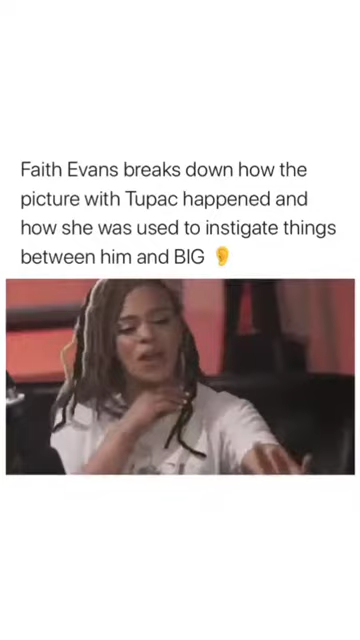 Faith Evans breaks down how the
picture with Tupac happened and
how she was used to instigate things
between him and BIG 👂